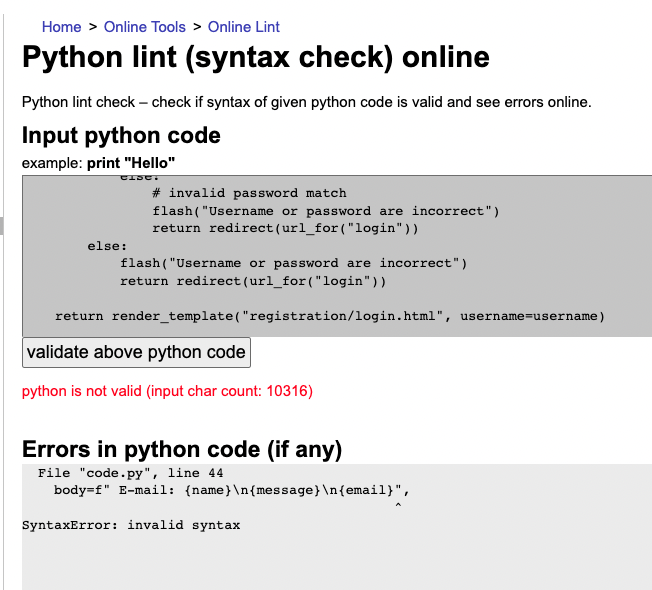 Home > Online Tools > Online Lint
Python lint (syntax check) online
Python lint check – check if syntax of given python code is valid and see errors online.
Input python code
example: print "Hello"
else:
# invalid password match
flash("Username or password are incorrect")
return redirect(url_for("login"))
else:
flash("Username or password are incorrect")
return redirect(url_for("login"))
return render_template("registration/login.html", username=username)
validate above python code
python is not valid (input char count: 10316)
Errors in python code (if any)
File "code.py", line 44
body=f" E-mail: {name}\n{message}\n{email}",
^
SyntaxError: invalid syntax